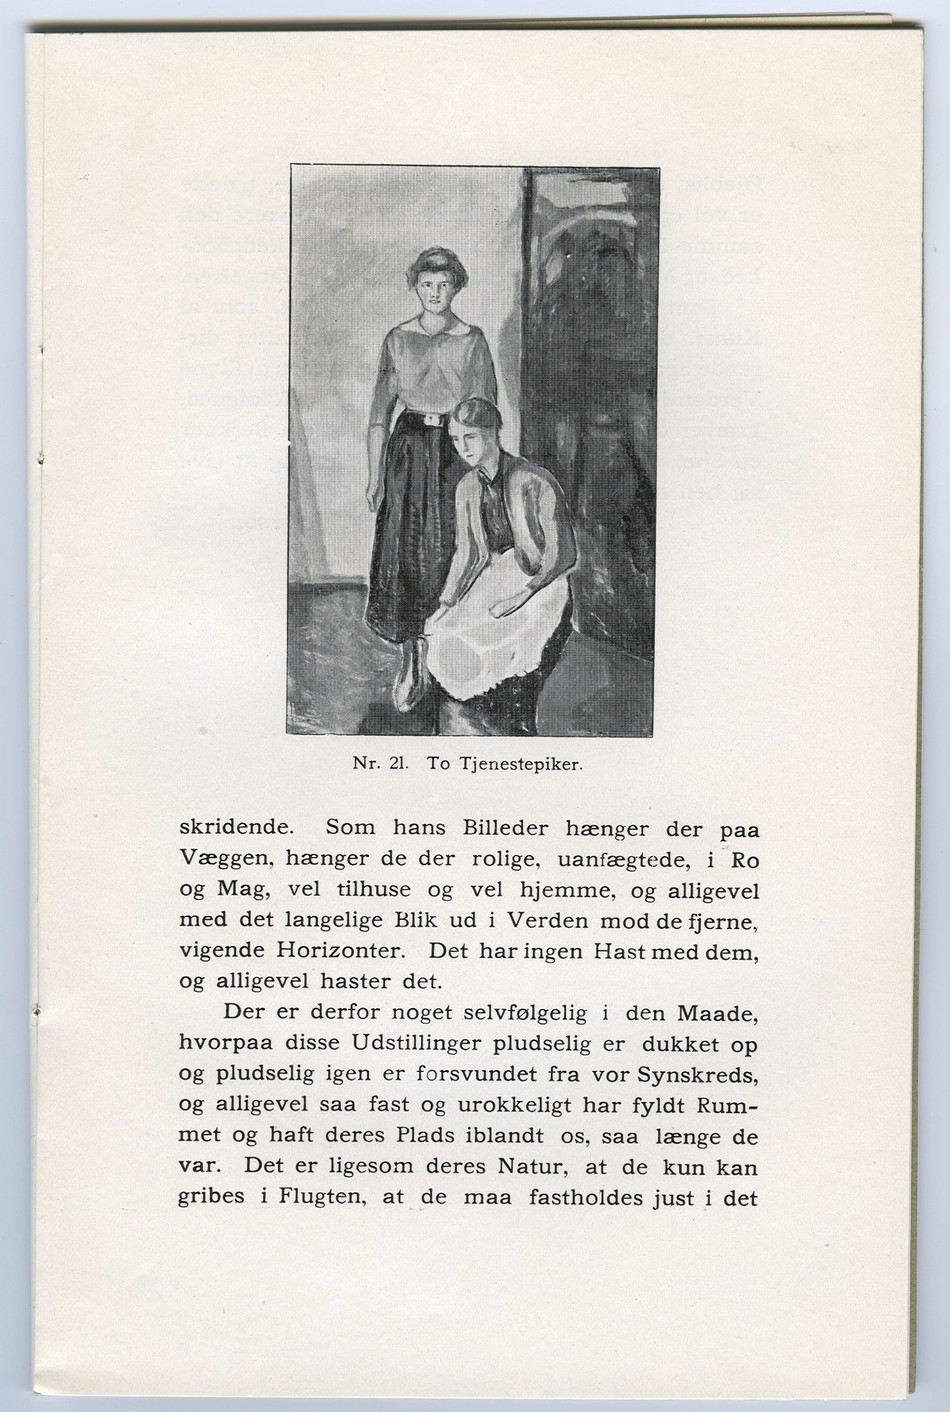 Nr. 21. To Tjenestepiker.
skridende. Som hans Billeder hænger der paa
Væggen, hænger de der rolige, uanfægtede, i Ro
og Mag, vel tilhuse og vel hjemme, og alligevel
med det langelige Blik ud i Verden mod de fjerne,
vigende Horizonter. Det har ingen Hast med dem,
og alligevel haster det.
Der er derfor noget selvfølgelig i den Maade,
hvorpaa disse Udstillinger pludselig er dukket op
og pludselig igen er forsvundet fra vor Synskreds,
og alligevel saa fast og urokkeligt har fyldt Rum-
met og haft deres Plads iblandt os, saa længe de
var. Det er ligesom deres Natur, at de kun kan
gribes i Flugten, at de maa fastholdes just i det